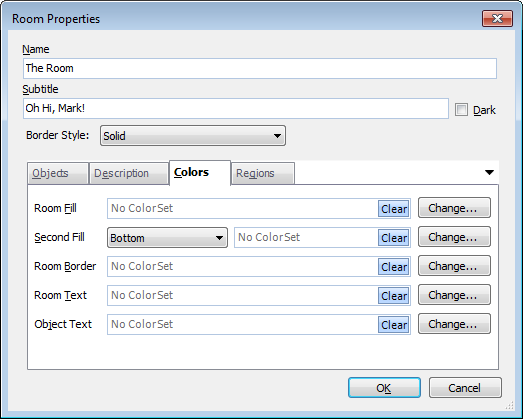 Room Properties
Name
The Room
Subtitle
Oh Hi, Mark!
Dark
Border Style: Solid
Objects Description Colors Regions
Room Fill No ColorSet Clear Change...
Second Fill Bottom No ColorSet Clear Change...
Room Border No ColorSet Clear Change...
Room Text No ColorSet Clear Change...
Object Text No ColorSet Clear Change...
OK Cancel